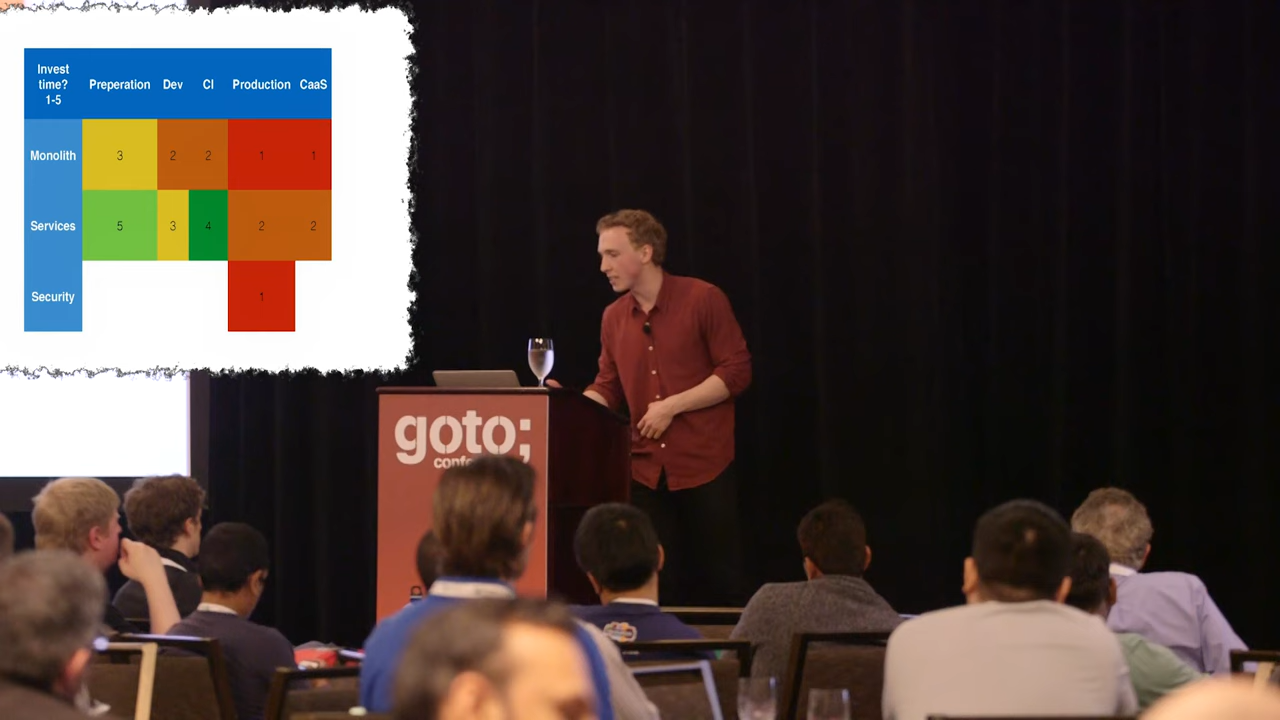 Invest time? 1-5 Preperation Dev CI Production CaaS
Monolith 3 2 2 1 1
Services 5 3 4 2 2
Security 1
goto;